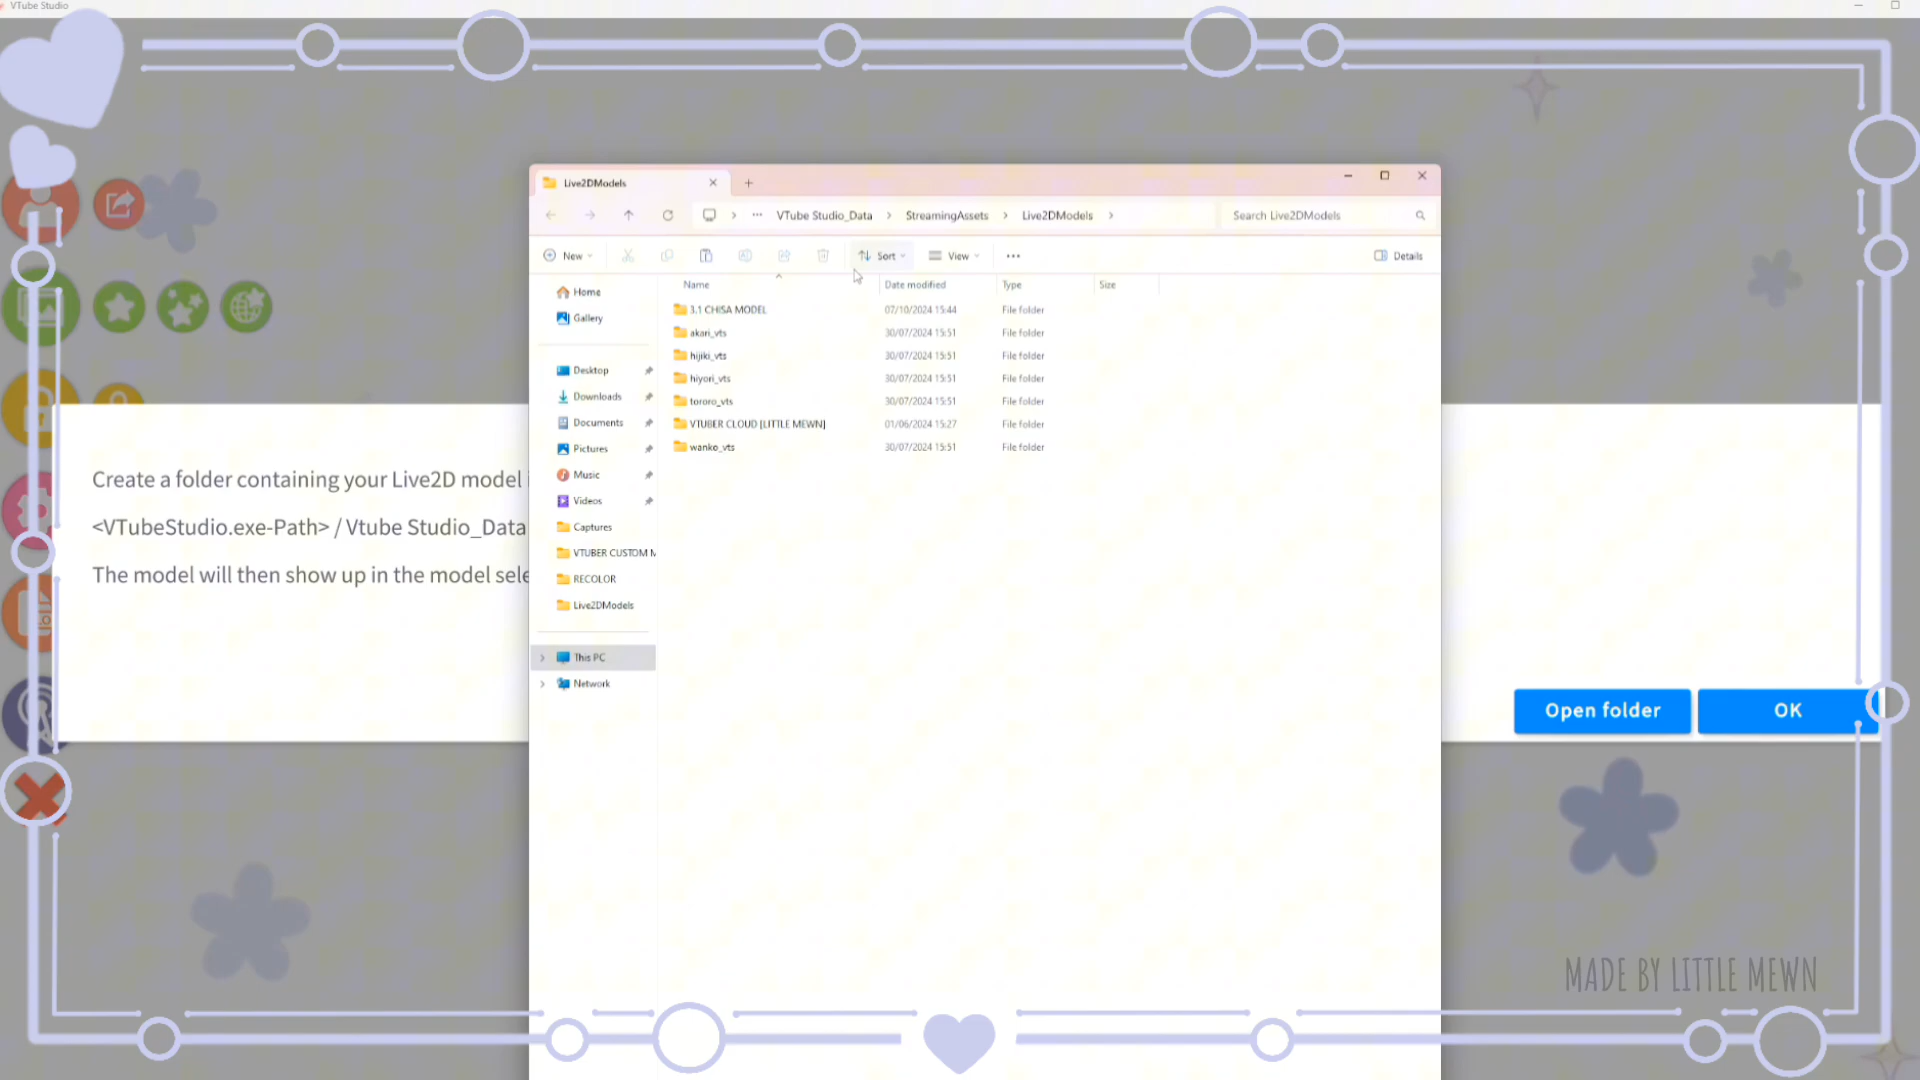 VTube Studio
Live2DModels
VTube Studio_Data
StreamingAssets
Live2DModels
Search Live2DModels
New
Sort
View
Details
Name
Date modified
Type
Size
3.1 CHISA MODEL 07/10/2024 15:44 File folder
akari_vts 30/07/2024 15:51 File folder
hijiki_vts 30/07/2024 15:51 File folder
hiyori_vts 30/07/2024 15:51 File folder
tororo_vts 30/07/2024 15:51 File folder
VTUBER CLOUD [LITTLE MEWN] 01/06/2024 15:27 File folder
wanko_vts 30/07/2024 15:51 File folder
Home
Gallery
Desktop
Downloads
Documents
Pictures
Music
Videos
Captures
VTUBER CUSTOM M
RECOLOR
Live2DModels
This PC
Network
Create a folder containing your Live2D model
<VTubeStudio.exe-Path> / Vtube Studio_Data
The model will then show up in the model sele
Open folder
OK
MADE BY LITTLE MEWN